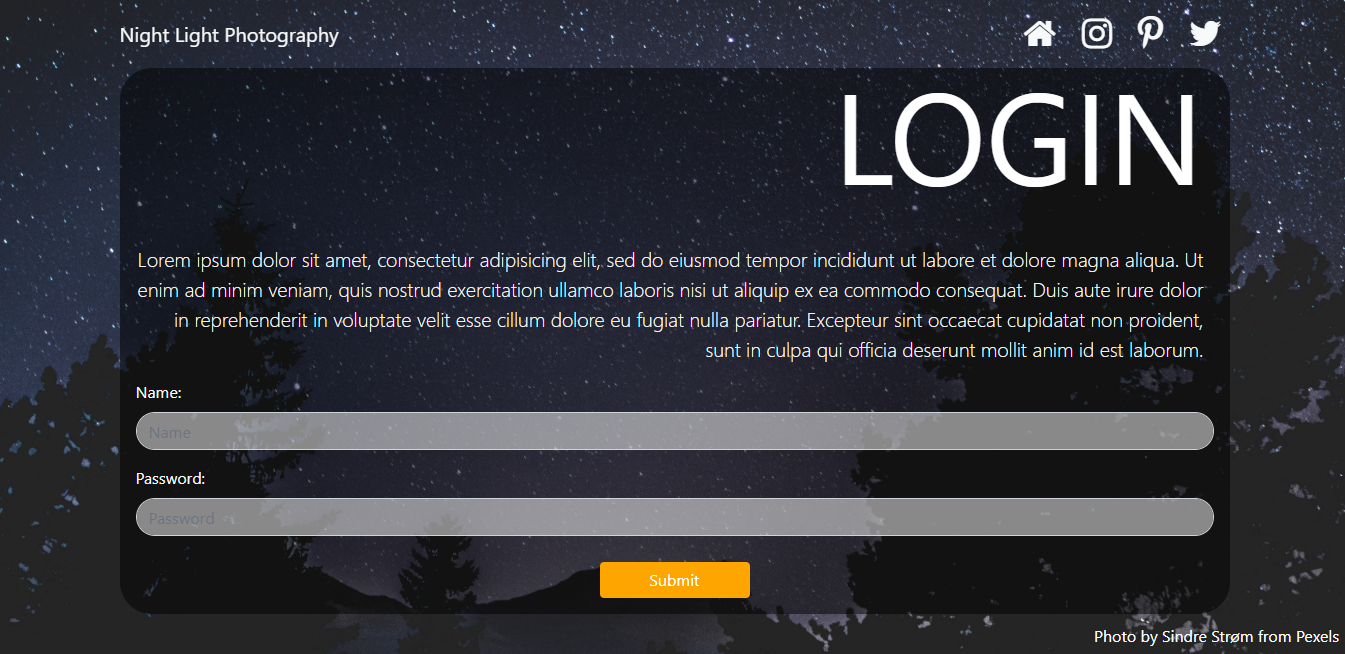 Night Light Photography
LOGIN
Lorem ipsum dolor sit amet, consectetur adipisicing elit, sed do eiusmod tempor incididunt ut labore et dolore magna aliqua. Ut
enim ad minim veniam, quis nostrud exercitation ullamco laboris nisi ut aliquip ex ea commodo consequat. Duis aute irure dolor
in reprehenderit in voluptate velit esse cillum dolore eu fugiat nulla pariatur. Excepteur sint occaecat cupidatat non proident,
sunt in culpa qui officia deserunt mollit anim id est laborum.
Name:
Name
Password:
Password
Submit
Photo by Sindre Strøm from Pexels